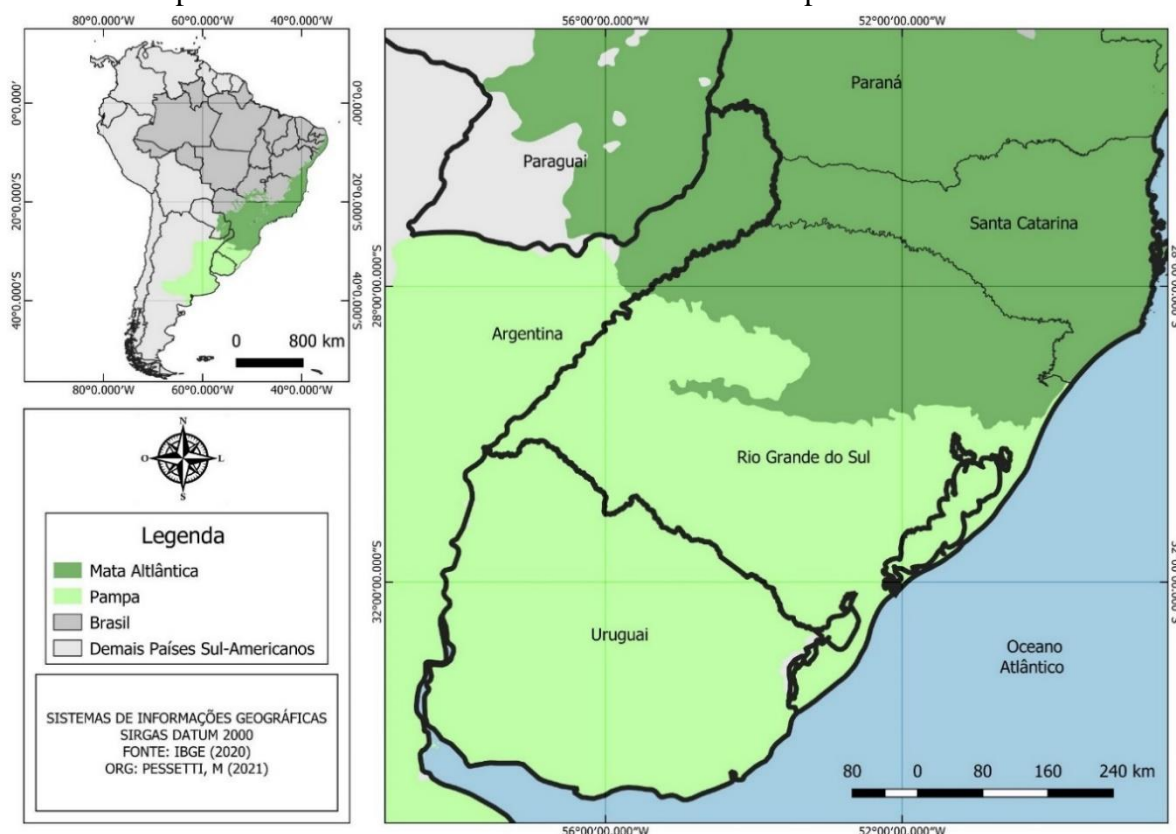 80°0.000'W 60°0.000'W 40°0.000'W
0°0.000'
20°0.000'S
40°0.000'S
0°0.000'
20°0.000'S
40°0.000'S
0 800 km
80°0.000'W 60°0.000'W 40°0.000'W
N
O L
S
Legenda
Mata Altlântica
Pampa
Brasil
Demais Países Sul-Americanos
SISTEMAS DE INFORMAÇÕES GEOGRÁFICAS
SIRGAS DATUM 2000
FONTE: IBGE (2020)
ORG: PESSETTI, M (2021)
56°00'00.000"W 52°00'00.000"W
Paraná
Paraguai
Santa Catarina
28°00'00.000"S 28°00'00.000"S
Argentina
Rio Grande do Sul
32°00'00.000"S 32°00'00.000"S
Uruguai
Oceano
Atlântico
80 0 80 160 240 km
56°00'00.000"W 52°00'00.000"W